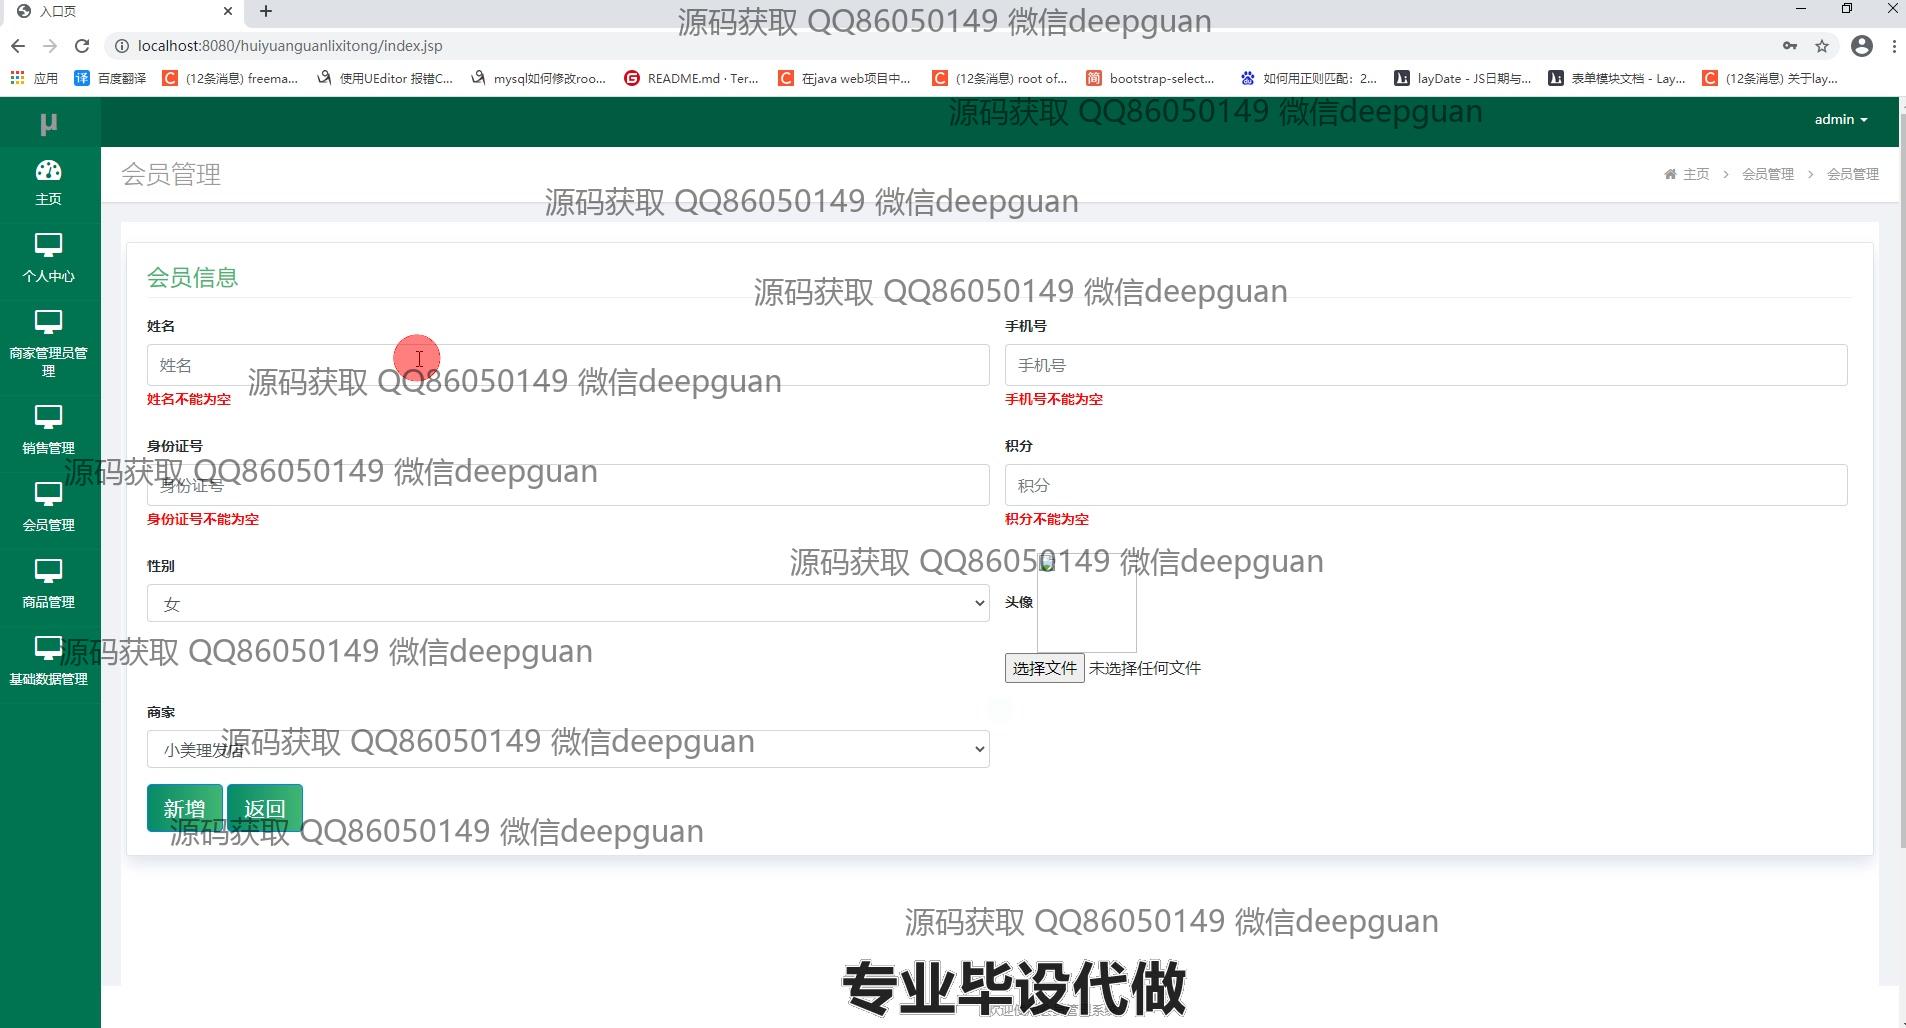 入口页
源码获取 QQ86050149 微信deepguan
localhost:8080/huiyuanguanlixitong/index.jsp
应用 百度翻译 (12条消息) freema... 使用UEditor 报错C... mysql如何修改roo... README.md · Ter... 在java web项目中... (12条消息) root of... bootstrap-select... 如何用正则匹配：2... layDate - JS日期与... 表单模块文档 - Lay... (12条消息) 关于lay...
源码获取 QQ86050149 微信deepguan
μ
admin
主页
会员管理
主页 > 会员管理 > 会员管理
源码获取 QQ86050149 微信deepguan
个人中心
会员信息
源码获取 QQ86050149 微信deepguan
商家管理员管
理
姓名
手机号
姓名
手机号
源码获取 QQ86050149 微信deepguan
姓名不能为空
手机号不能为空
销售管理
身份证号
积分
源码获取 QQ86050149 微信deepguan
身份证号
积分
身份证号不能为空
积分不能为空
会员管理
性别
源码获取 QQ86050149 微信deepguan
女
头像
商品管理
源码获取 QQ86050149 微信deepguan
选择文件 未选择任何文件
基础数据管理
商家
源码获取 QQ86050149 微信deepguan
小美理发店
新增 返回
源码获取 QQ86050149 微信deepguan
源码获取 QQ86050149 微信deepguan
专业毕设代做